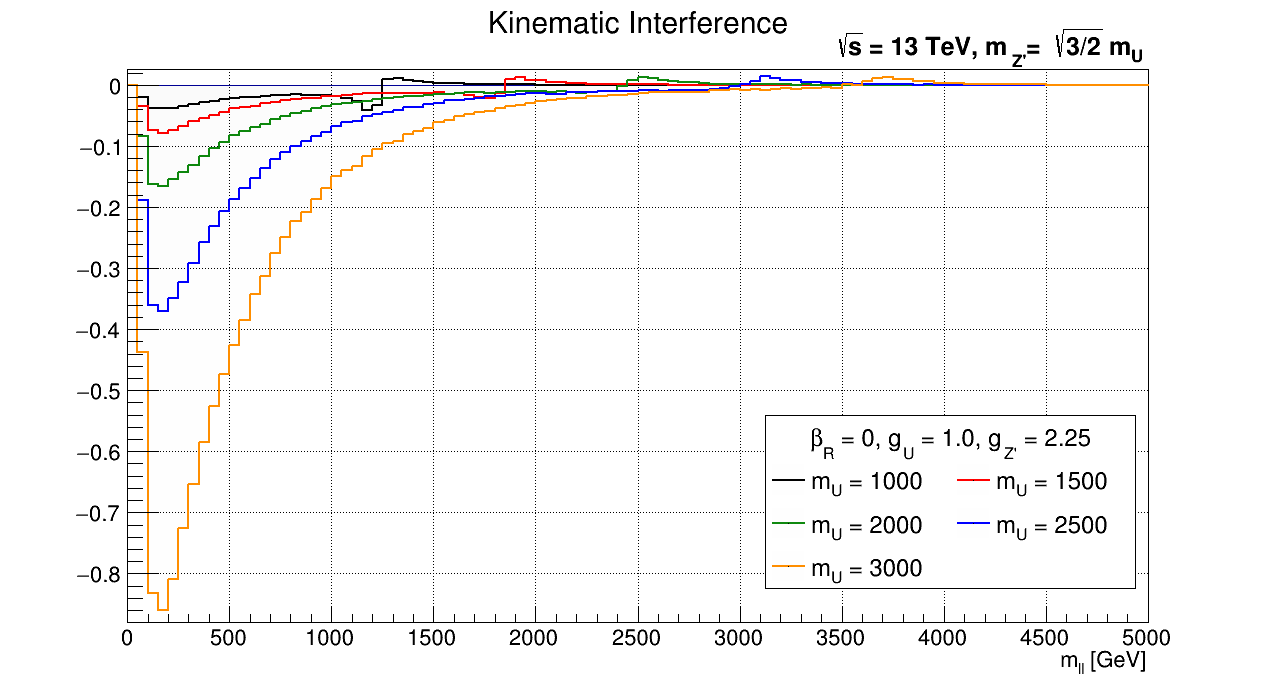 Kinematic Interference
√s = 13 TeV, m_Z'= √3/2 m_U
0
−0.1
−0.2
−0.3
−0.4
−0.5
−0.6
−0.7
−0.8
β_R = 0, g_U = 1.0, g_Z' = 2.25
m_U = 1000 m_U = 1500
m_U = 2000 m_U = 2500
m_U = 3000
0 500 1000 1500 2000 2500 3000 3500 4000 4500 5000
m_ll [GeV]